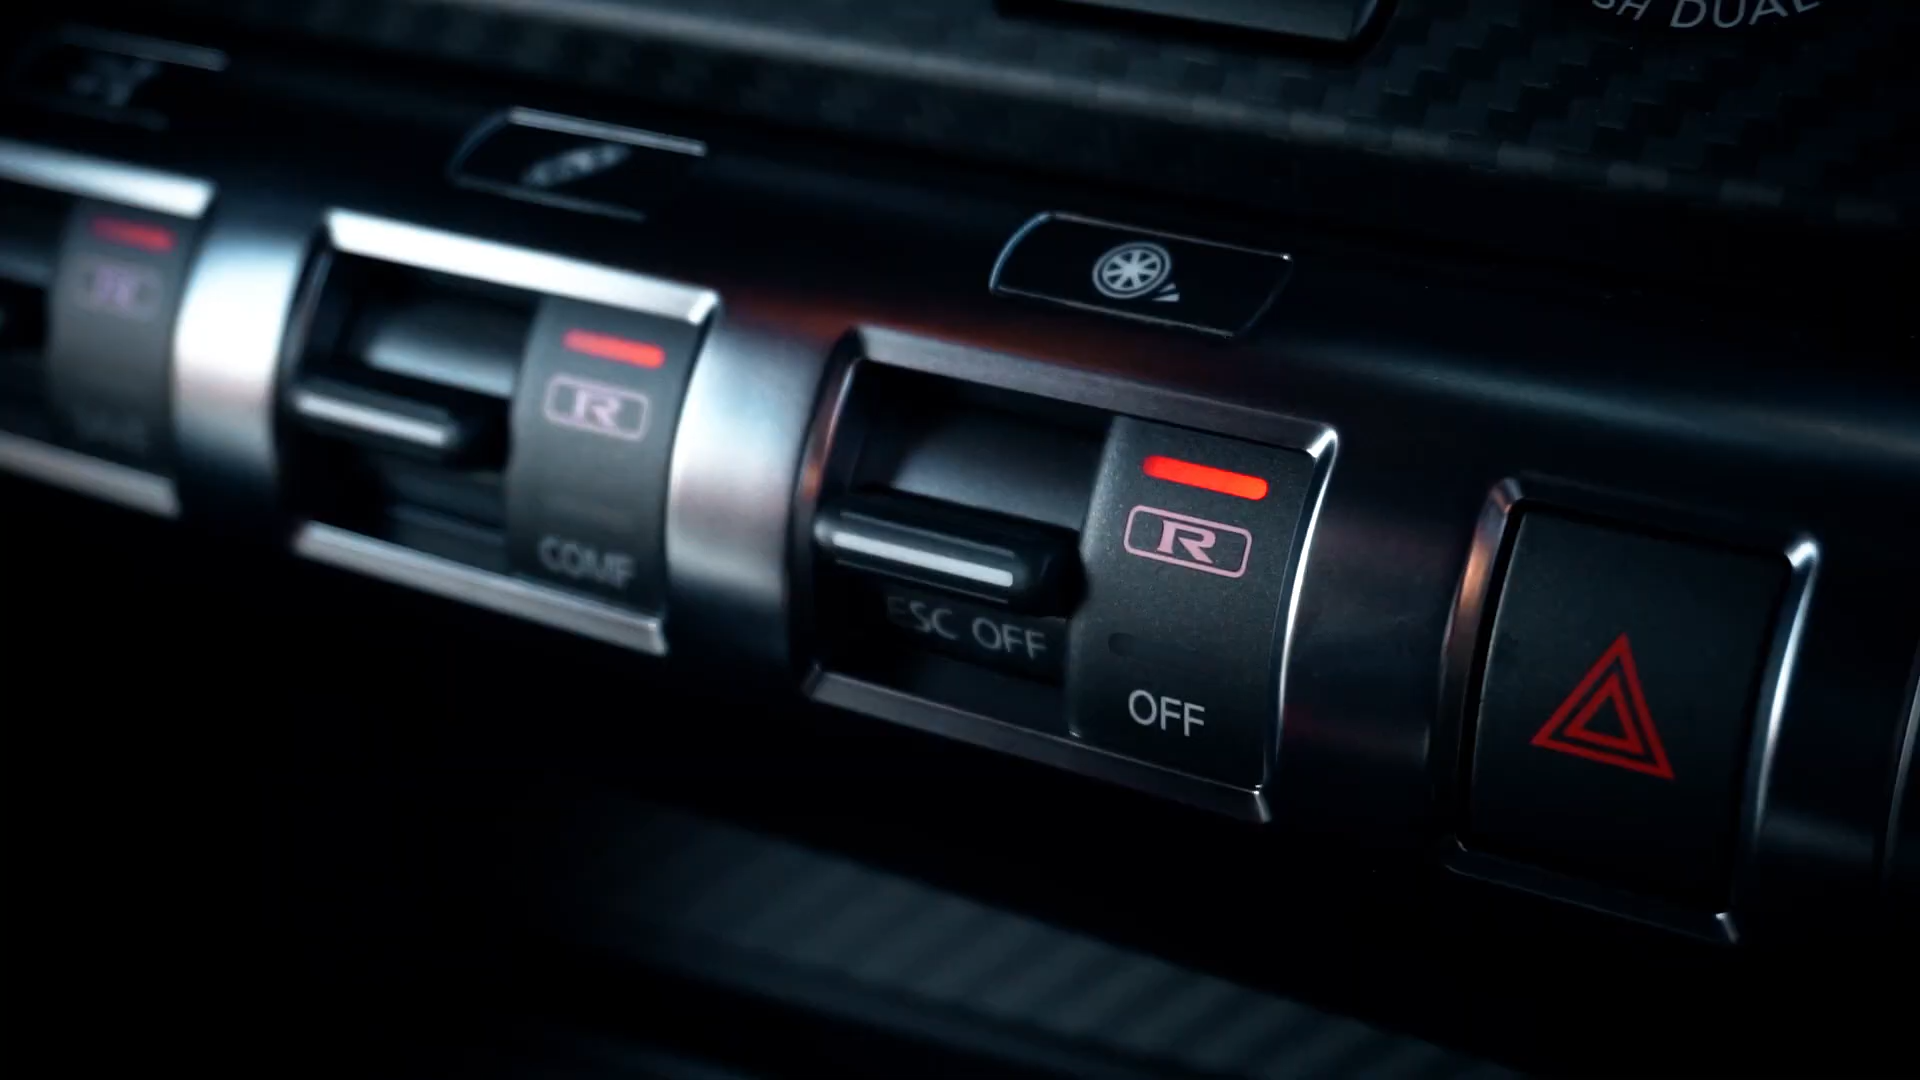 SH DUAL
R
COMF
R
ESC OFF
OFF